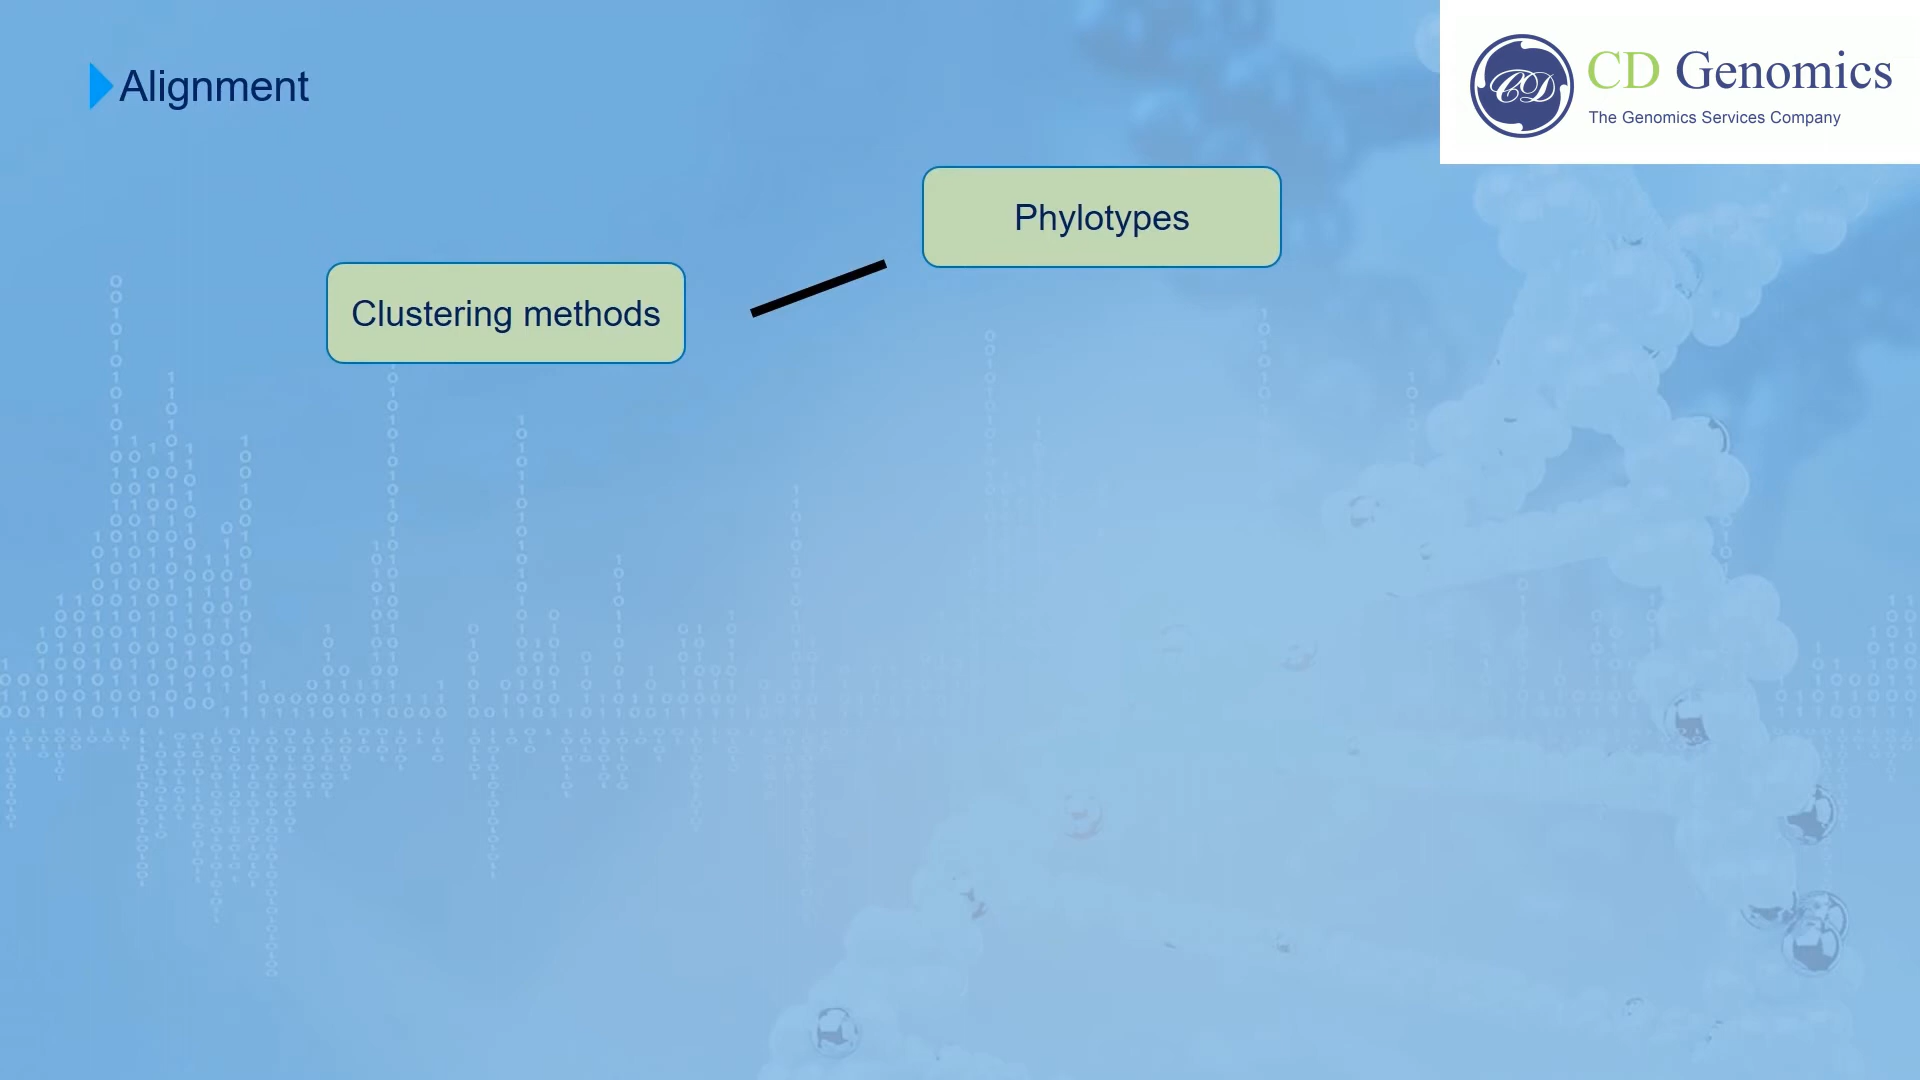 Alignment
CD Genomics
The Genomics Services Company
Phylotypes
Clustering methods